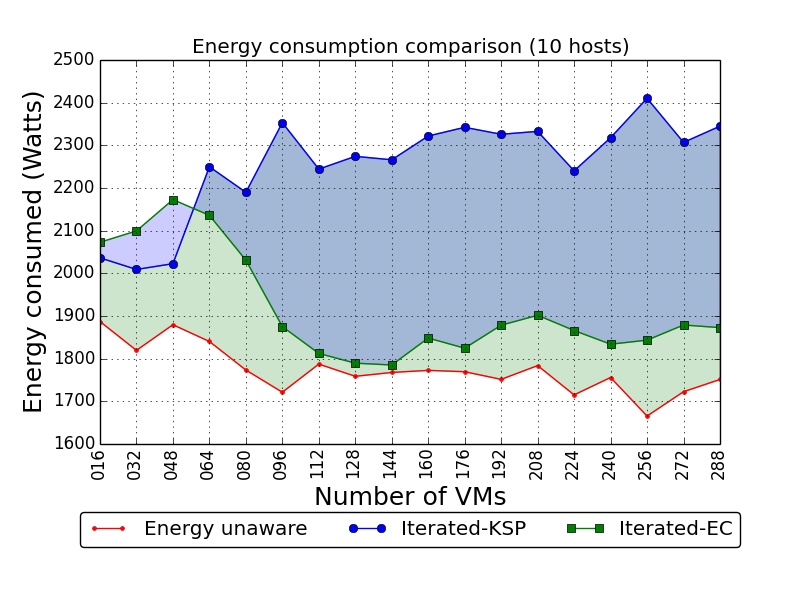 Energy consumption comparison (10 hosts)
2500
2400
2300
2200
2100
2000
1900
1800
1700
1600
Energy consumed (Watts)
016 032 048 064 080 096 112 128 144 160 176 192 208 224 240 256 272 288
Number of VMs
Energy unaware Iterated-KSP Iterated-EC